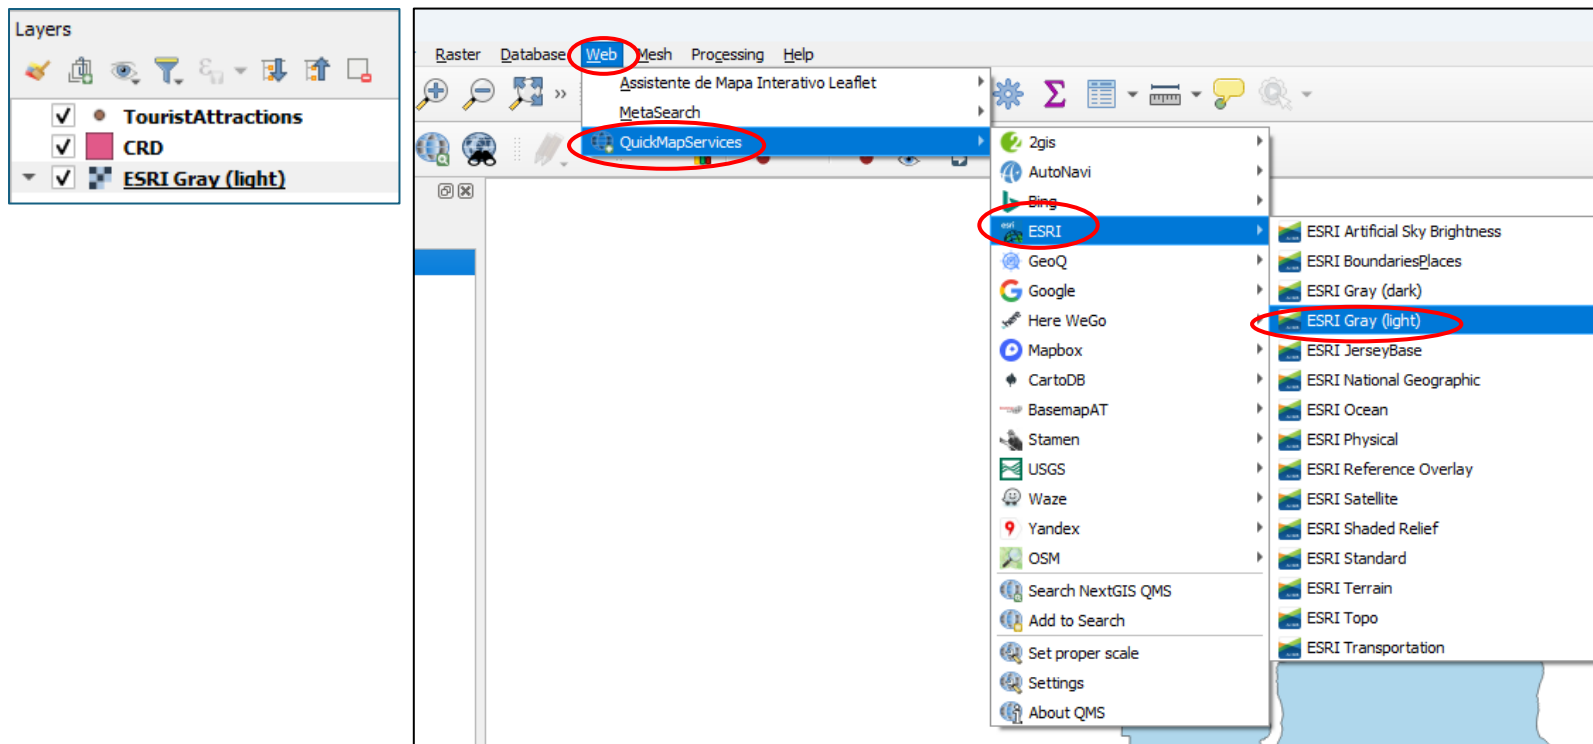 Layers
TouristAttractions
CRD
ESRI Gray (light)
Raster Database Web Mesh Processing Help
Assistente de Mapa Interativo Leaflet
MetaSearch
QuickMapServices
2gis
AutoNavi
Bing
ESRI
GeoQ
Google
Here WeGo
Mapbox
CartoDB
BasemapAT
Stamen
USGS
Waze
Yandex
OSM
Search NextGIS QMS
Add to Search
Set proper scale
Settings
About QMS
ESRI Artificial Sky Brightness
ESRI BoundariesPlaces
ESRI Gray (dark)
ESRI Gray (light)
ESRI JerseyBase
ESRI National Geographic
ESRI Ocean
ESRI Physical
ESRI Reference Overlay
ESRI Satellite
ESRI Shaded Relief
ESRI Standard
ESRI Terrain
ESRI Topo
ESRI Transportation